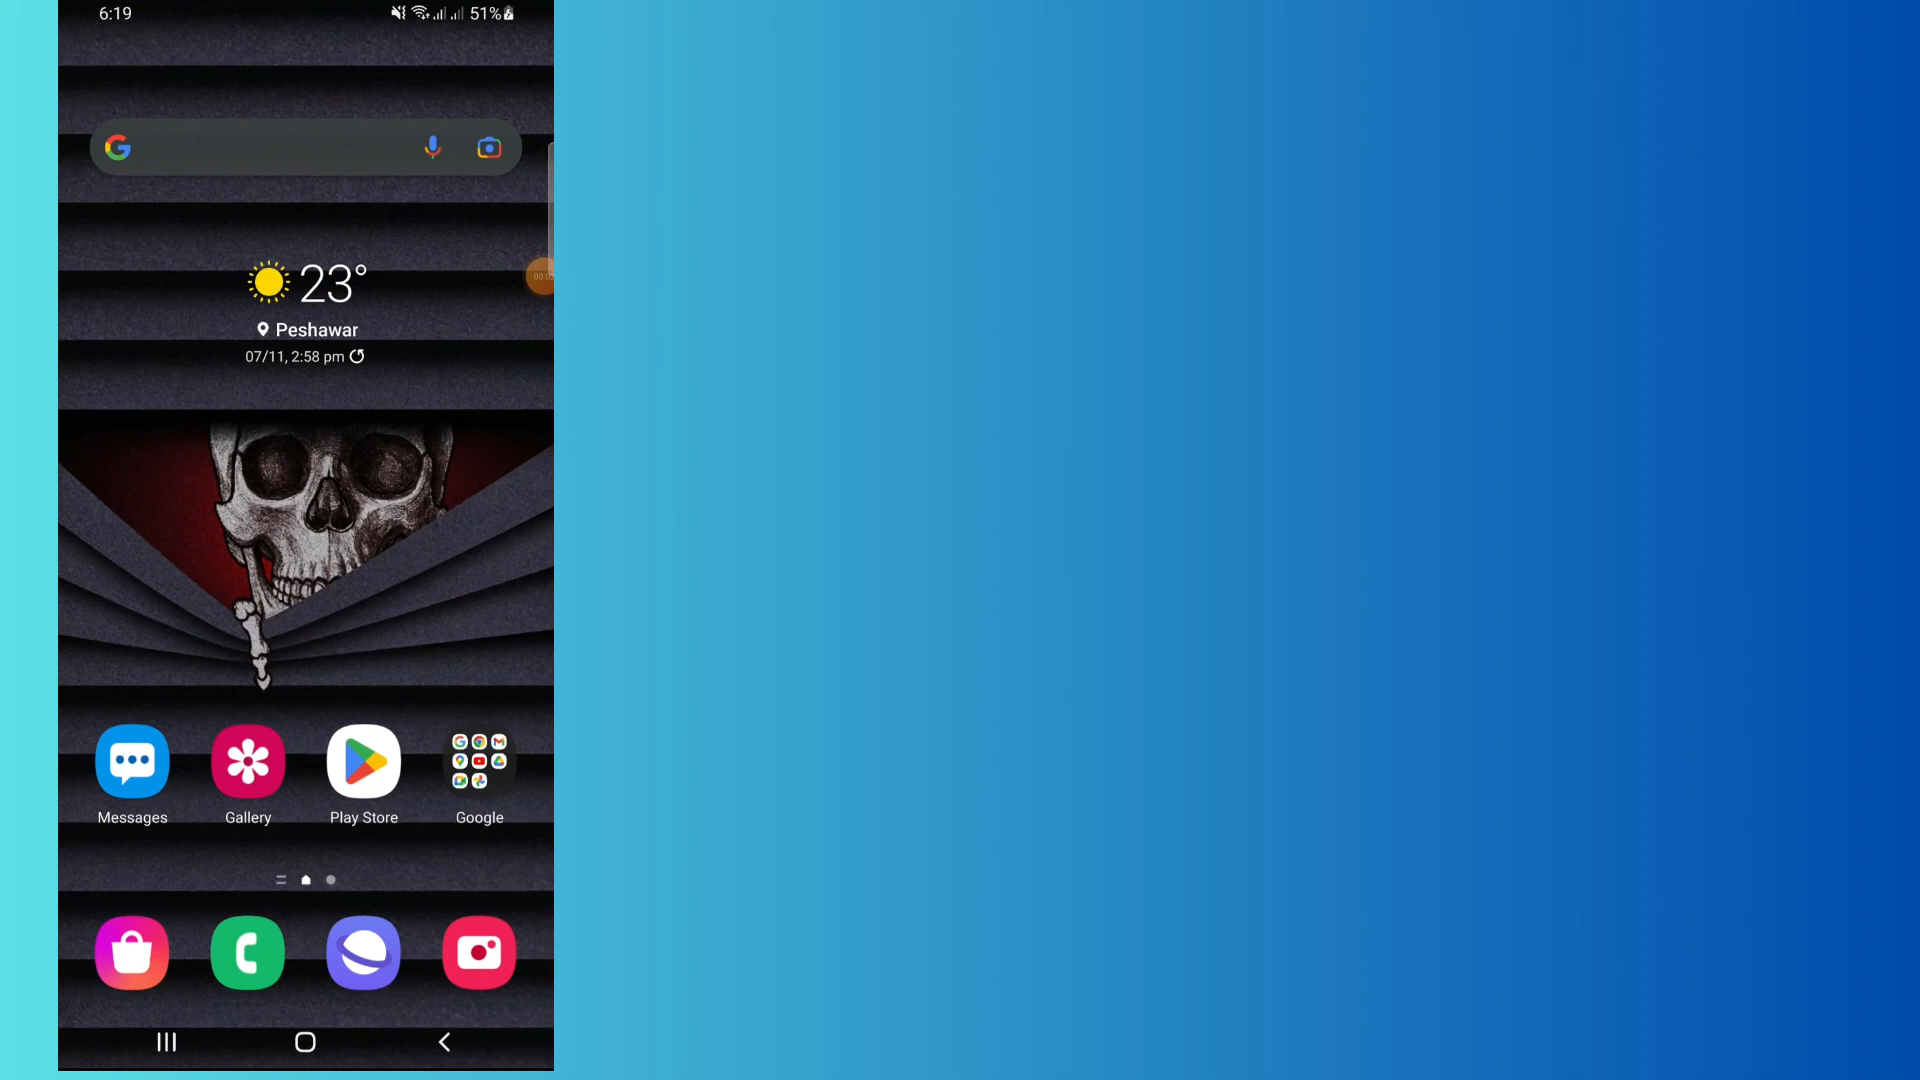 6:19
51%
23°
Peshawar
07/11, 2:58 pm
Messages
Gallery
Play Store
Google